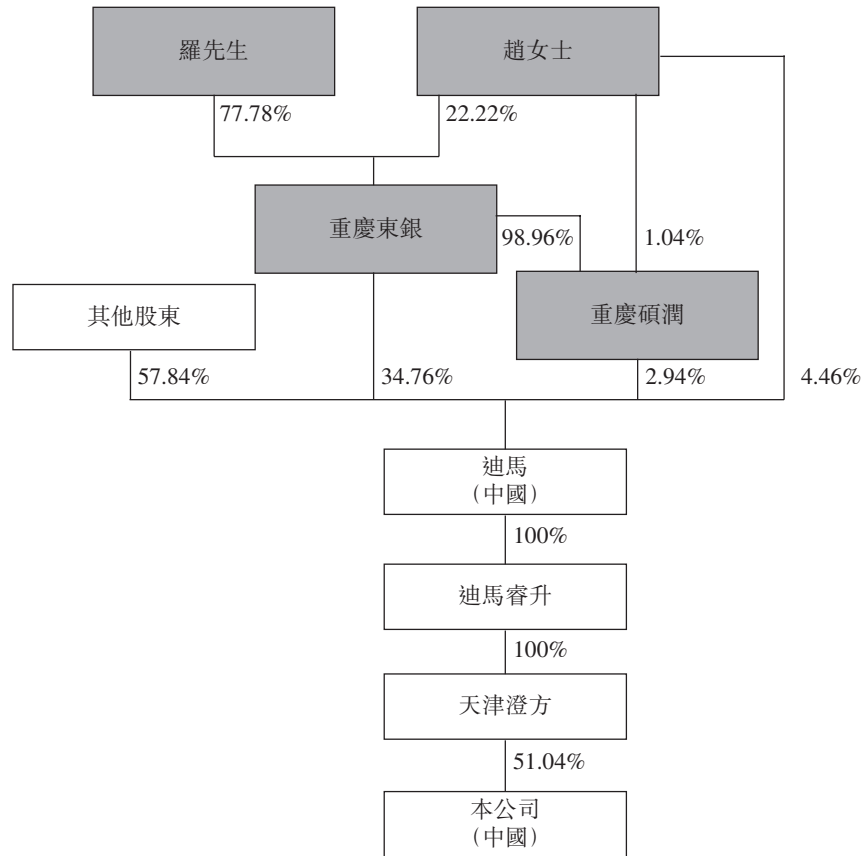 羅先生
趙女士
77.78%
22.22%
重慶東銀
98.96%
1.04%
其他股東
重慶碩潤
57.84%
34.76%
2.94%
4.46%
迪馬
（中國）
100%
迪馬睿升
100%
天津澄方
51.04%
本公司
（中國）